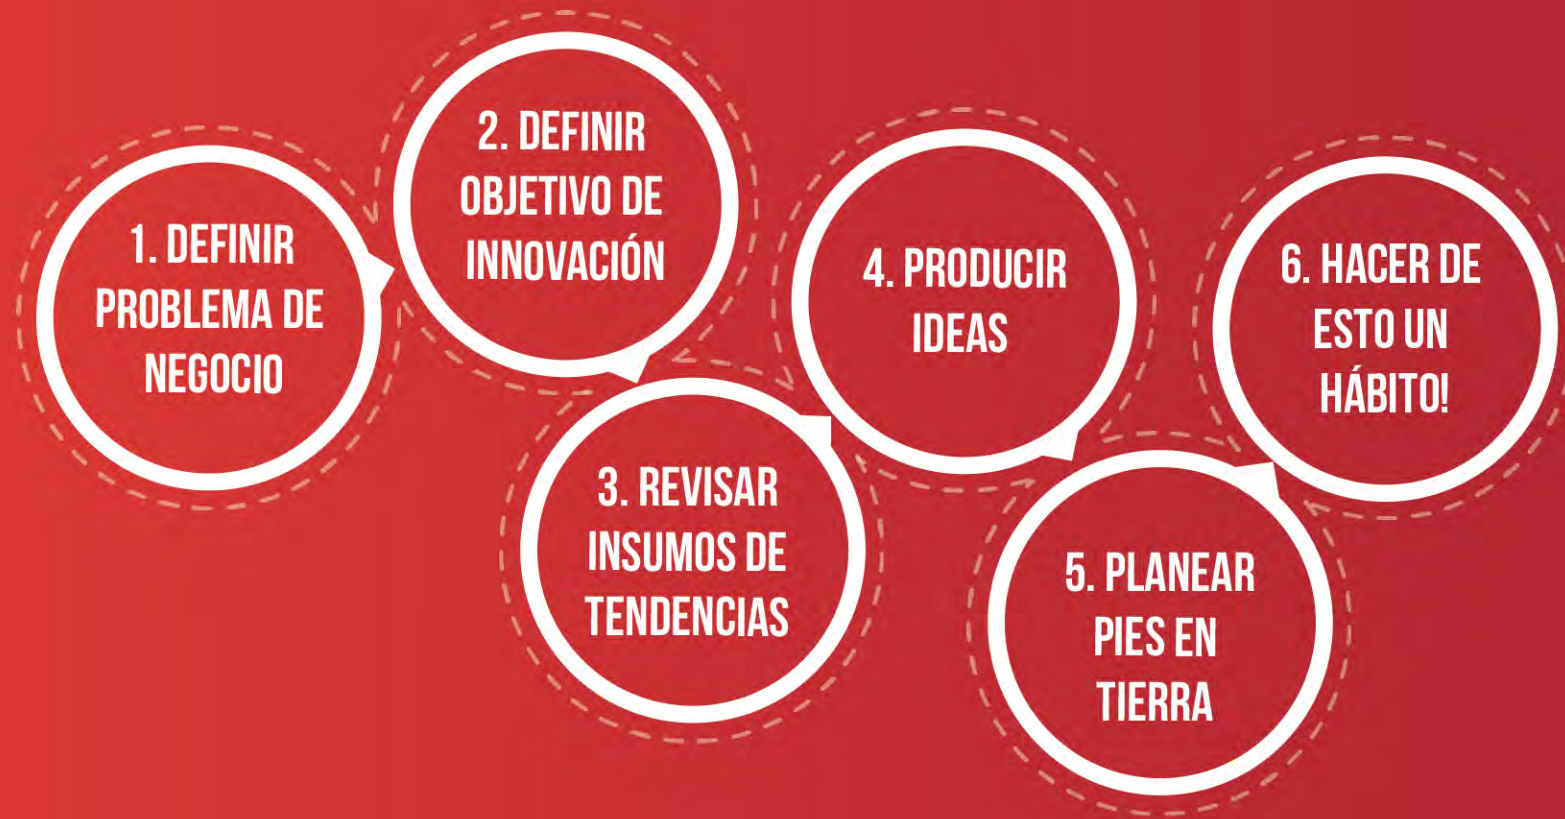 1. DEFINIR
PROBLEMA DE
NEGOCIO
2. DEFINIR
OBJETIVO DE
INNOVACIÓN
3. REVISAR
INSUMOS DE
TENDENCIAS
4. PRODUCIR
IDEAS
5. PLANEAR
PIES EN
TIERRA
6. HACER DE
ESTO UN
HÁBITO!